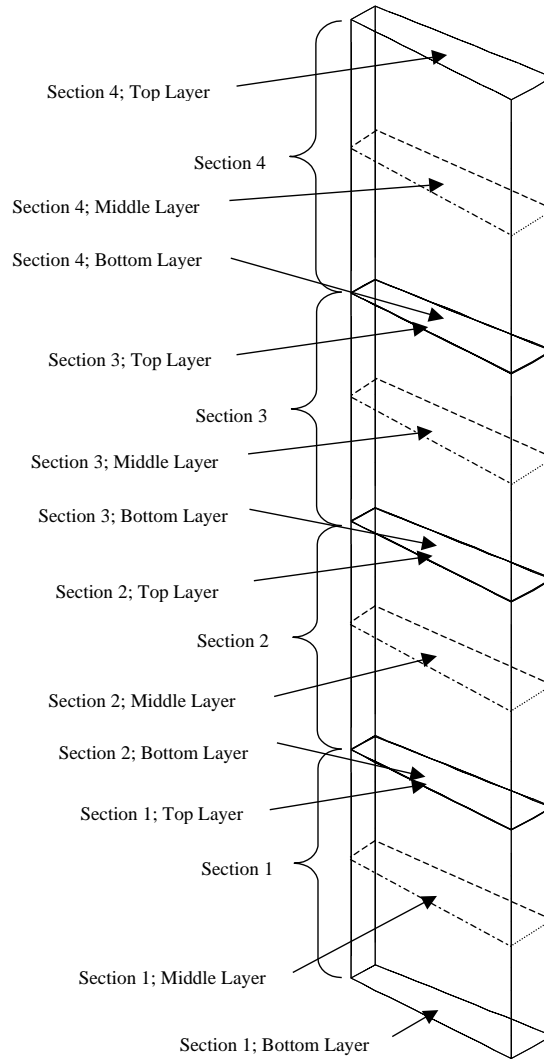 Section 4; Top Layer
Section 4
Section 4; Middle Layer
Section 4; Bottom Layer
Section 3; Top Layer
Section 3
Section 3; Middle Layer
Section 3; Bottom Layer
Section 2; Top Layer
Section 2
Section 2; Middle Layer
Section 2; Bottom Layer
Section 1; Top Layer
Section 1
Section 1; Middle Layer
Section 1; Bottom Layer